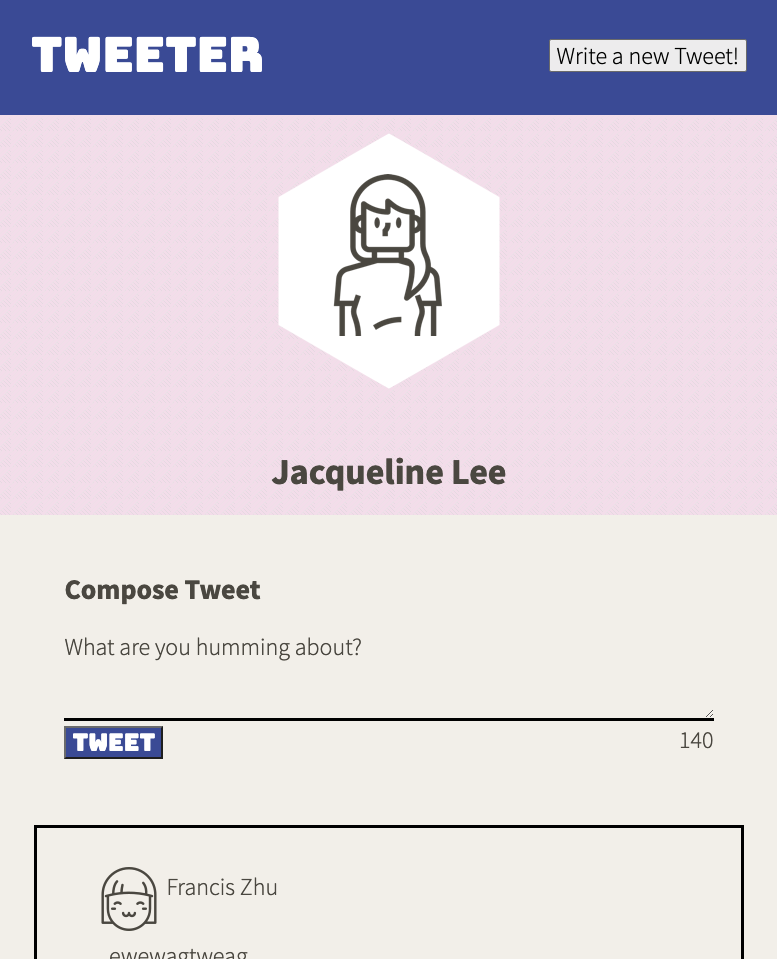 TWEETER
Write a new Tweet!
Jacqueline Lee
Compose Tweet
What are you humming about?
TWEET
140
Francis Zhu
ewewagtweag